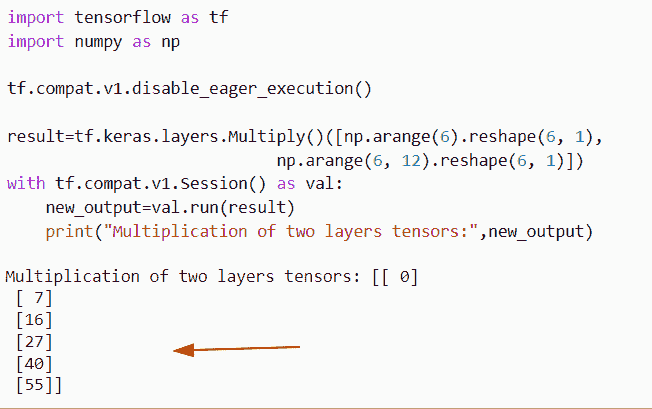 import tensorflow as tf
import numpy as np
tf.compat.v1.disable_eager_execution()
result=tf.keras.layers.Multiply()([np.arange(6).reshape(6, 1),
                             np.arange(6, 12).reshape(6, 1)])
with tf.compat.v1.Session() as val:
    new_output=val.run(result)
    print("Multiplication of two layers tensors:",new_output)
Multiplication of two layers tensors: [[ 0]
 [ 7]
 [16]
 [27]
 [40]
 [55]]